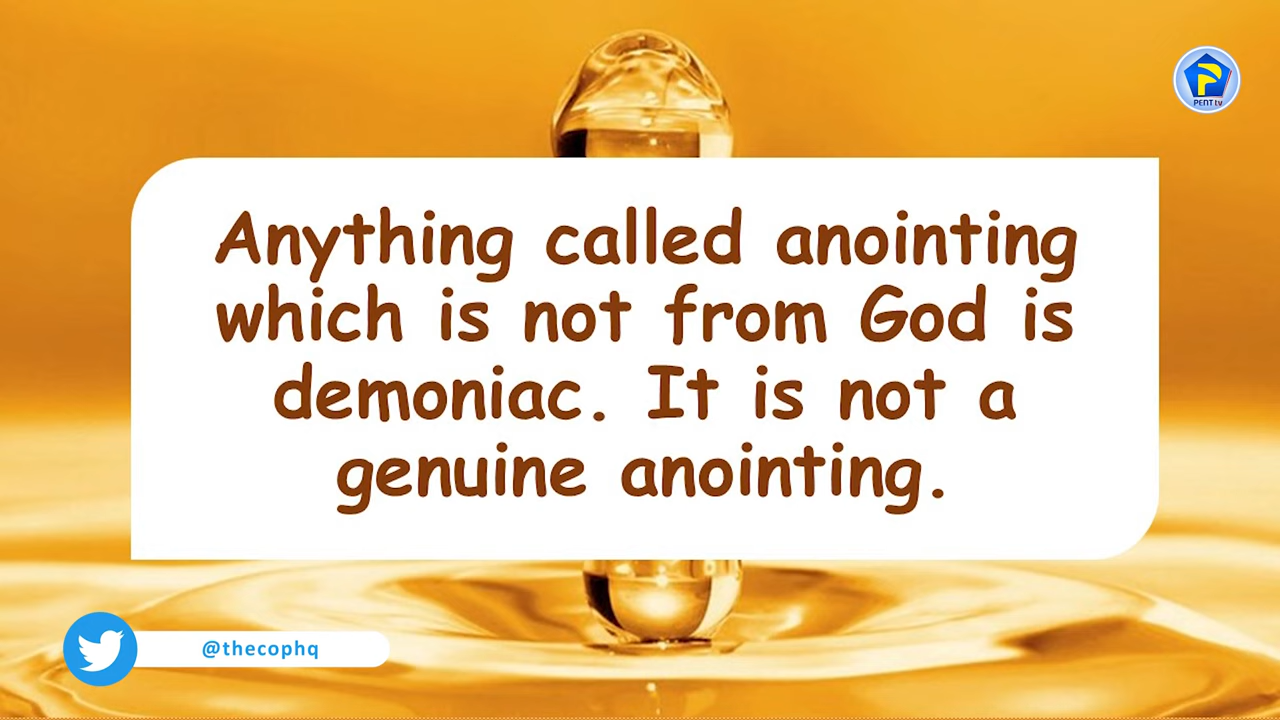 PENT tv
Anything called anointing
which is not from God is
demoniac. It is not a
genuine anointing.
@thecophq